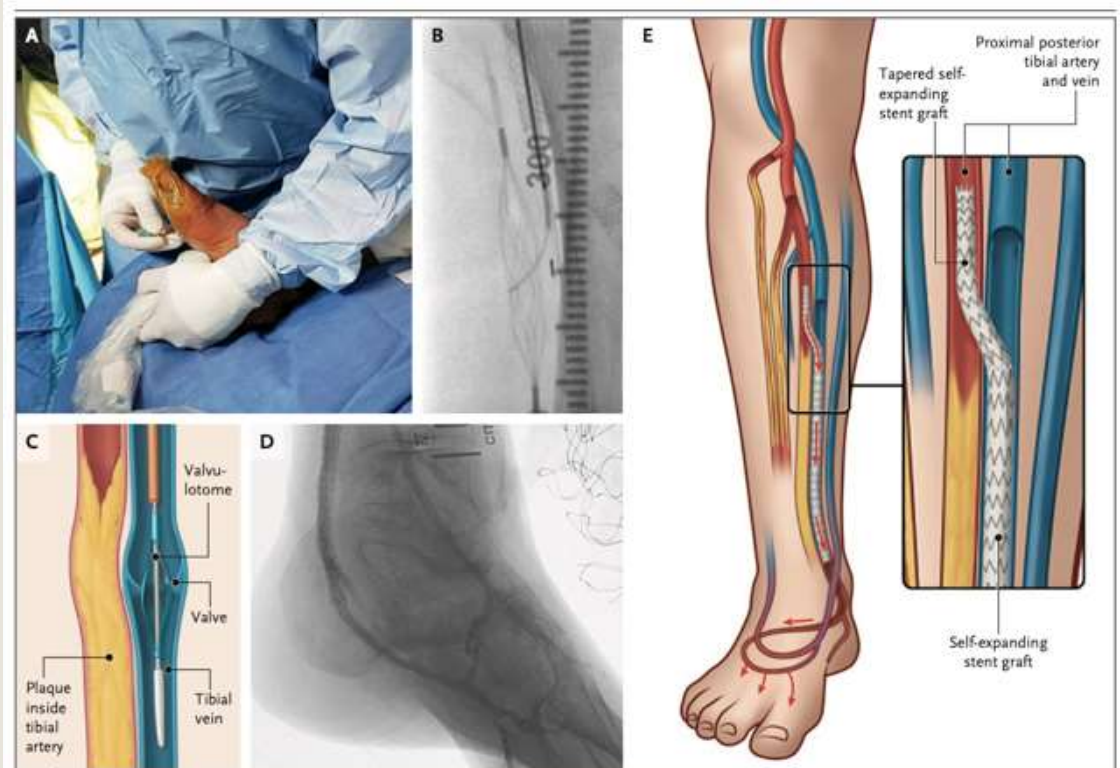 A
B
300
E
Proximal posterior
tibial artery
and vein
Tapered self-
expanding
stent graft
C
Valvu-
lotome
Valve
Plaque
inside
tibial
artery
Tibial
vein
D
cm
Self-expanding
stent graft